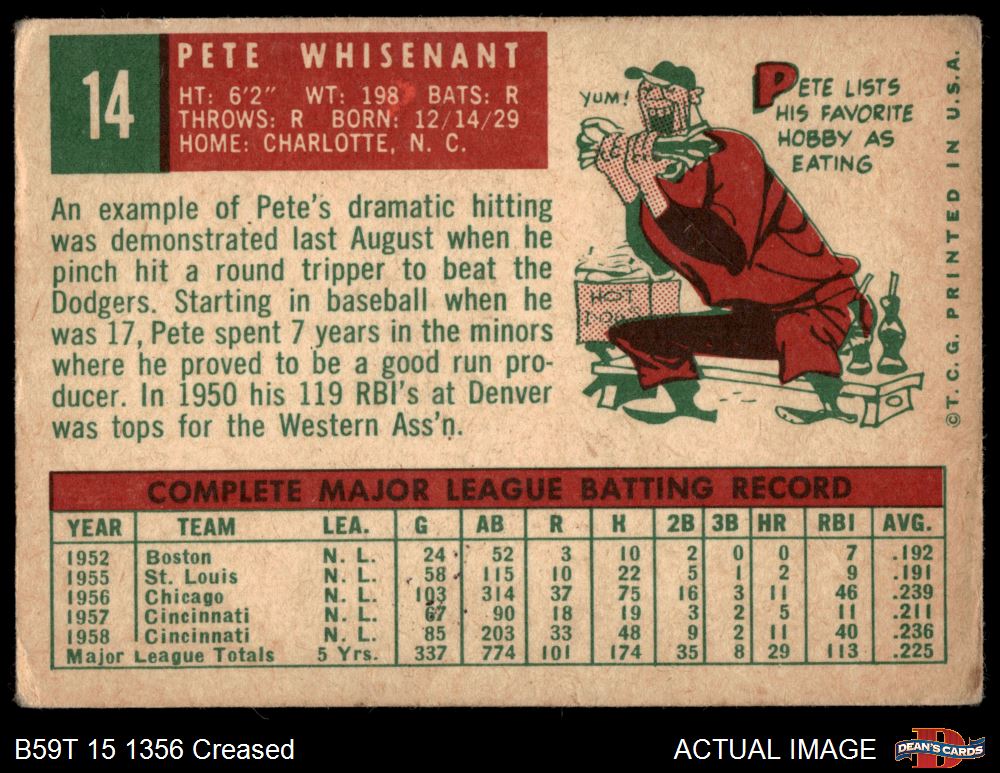 14
PETE WHISENANT
HT: 6'2" WT: 198 BATS: R
THROWS: R BORN: 12/14/29
HOME: CHARLOTTE, N. C.
YUM!
PETE LISTS
HIS FAVORITE
HOBBY AS
EATING
HOT
©T. C. G. PRINTED IN U.S.A.
An example of Pete's dramatic hitting
was demonstrated last August when he
pinch hit a round tripper to beat the
Dodgers. Starting in baseball when he
was 17, Pete spent 7 years in the minors
where he proved to be a good run pro-
ducer. In 1950 his 119 RBI's at Denver
was tops for the Western Ass'n.
COMPLETE MAJOR LEAGUE BATTING RECORD
YEAR TEAM LEA. G AB R H 2B 3B HR RBI AVG.
1952 Boston N. L. 24 52 3 10 2 0 0 7 .192
1955 St. Louis N. L. 58 115 10 22 5 1 2 9 .191
1956 Chicago N. L. 103 314 37 75 16 3 11 46 .239
1957 Cincinnati N. L. 67 90 18 19 3 2 5 11 .211
1958 Cincinnati N. L. 85 203 33 48 9 2 11 40 .236
Major League Totals 5 Yrs. 337 774 101 174 35 8 29 113 .225
B59T 15 1356 Creased
ACTUAL IMAGE
D
DEAN'S CARDS